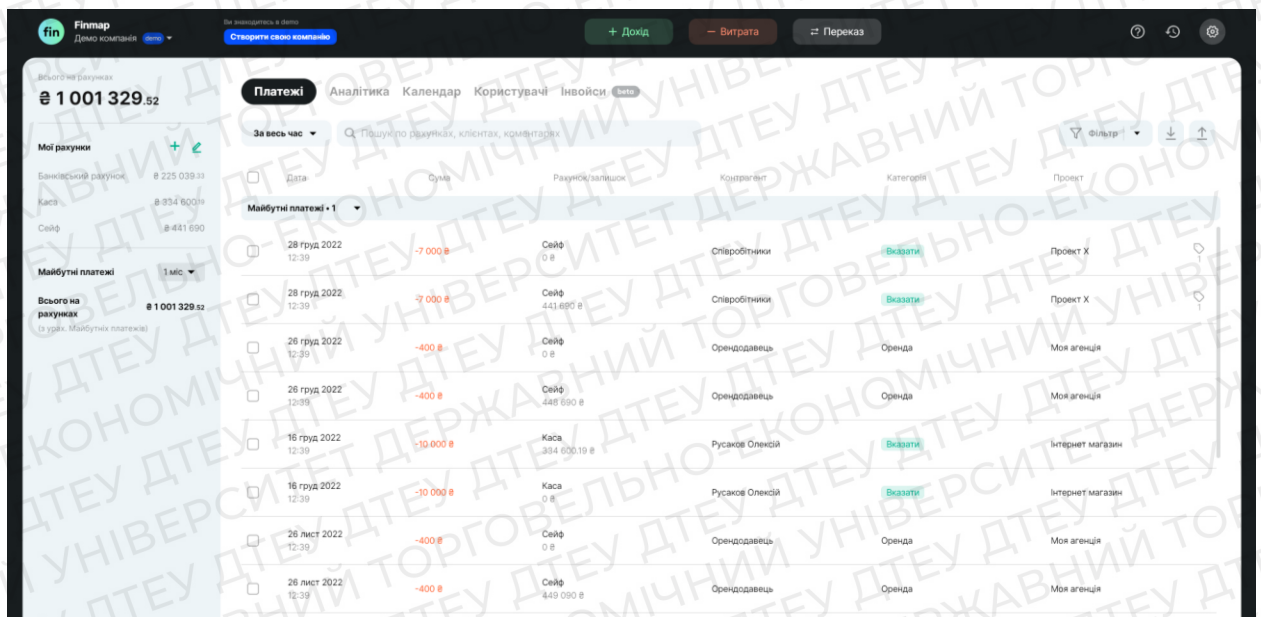 Finmap
Демо компанія demo
Ви знаходитесь в demo
Створити свою компанію
+ Дохід
− Витрата
⇄ Переказ
fin
Всього на рахунках
₴ 1 001 329.52
Мої рахунки
Банківський рахунок ₴ 225 039.33
Каса ₴ 334 600.19
Сейф ₴ 441 690
Майбутні платежі 1 міс
Всього на рахунках ₴ 1 001 329.52
(з урах. Майбутніх платежів)
Платежі Аналітика Календар Користувачі Інвойси beta
За весь час Пошук по рахунках, клієнтах, коментарях Фільтр
Дата Сума Рахунок/залишок Контрагент Категорія Проект
Майбутні платежі • 1
28 груд 2022 12:39 -7 000 ₴ Сейф 0 ₴ Співробітники Вказати Проект X 1
28 груд 2022 12:39 -7 000 ₴ Сейф 441 690 ₴ Співробітники Вказати Проект X 1
26 груд 2022 12:39 -400 ₴ Сейф 0 ₴ Орендодавець Оренда Моя агенція
26 груд 2022 12:39 -400 ₴ Сейф 448 690 ₴ Орендодавець Оренда Моя агенція
16 груд 2022 12:39 -10 000 ₴ Каса 334 600.19 ₴ Русаков Олексій Вказати Інтернет магазин
16 груд 2022 12:39 -10 000 ₴ Каса 0 ₴ Русаков Олексій Вказати Інтернет магазин
26 лист 2022 12:39 -400 ₴ Сейф 0 ₴ Орендодавець Оренда Моя агенція
26 лист 2022 12:39 -400 ₴ Сейф 449 090 ₴ Орендодавець Оренда Моя агенція